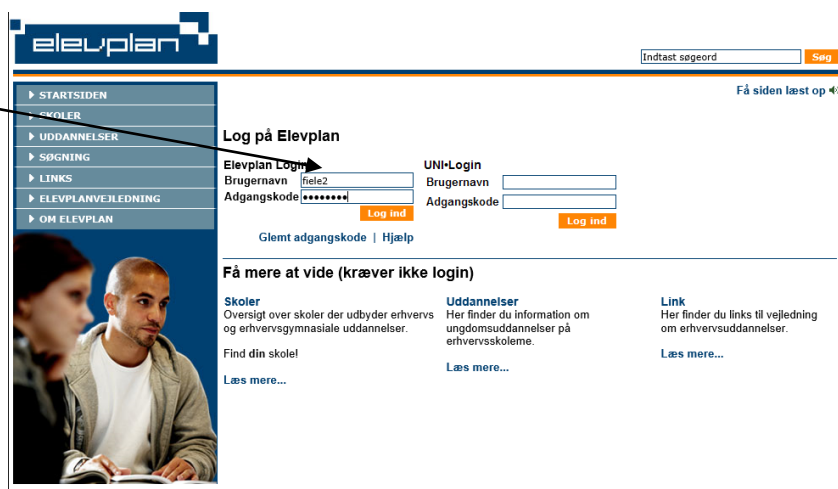 elevplan
Indtast søgeord
Søg
Få siden læst op
STARTSIDEN
SKOLER
UDDANNELSER
SØGNING
LINKS
ELEVPLANVEJLEDNING
OM ELEVPLAN
Log på Elevplan
Elevplan Login
Brugernavn fiele2
Adgangskode ••••••••
Log ind
Glemt adgangskode | Hjælp
UNI•Login
Brugernavn
Adgangskode
Log ind
Få mere at vide (kræver ikke login)
Skoler
Oversigt over skoler der udbyder erhvervs
og erhvervsgymnasiale uddannelser.
Find din skole!
Læs mere...
Uddannelser
Her finder du information om
ungdomsuddannelser på
erhvervsskolerne.
Læs mere...
Link
Her finder du links til vejledning
om erhvervsuddannelser.
Læs mere...